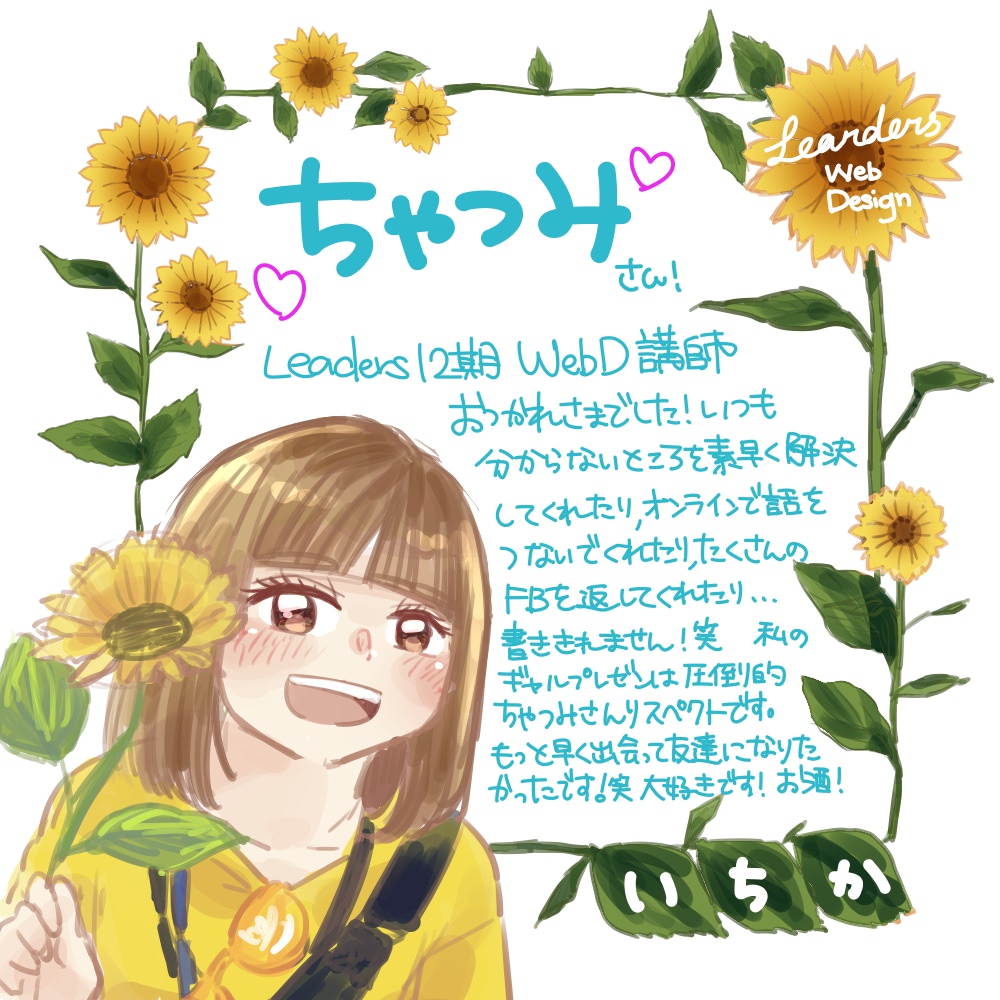 Learders
Web
Design
ちゃつみ
さん!
Leaders12期 WebD 講師
おつかれさまでした!いつも
分からないところを素早く解決
してくれたり,オンラインで話を
つないでくれたり,たくさんの
FBを返してくれたり...
書ききれません!笑 私の
ギャルプレゼンは圧倒的
ちゃつみさんリスペクトです。
もっと早く出会って友達になりた
かったです!笑 大好きです!お酒!
いちか